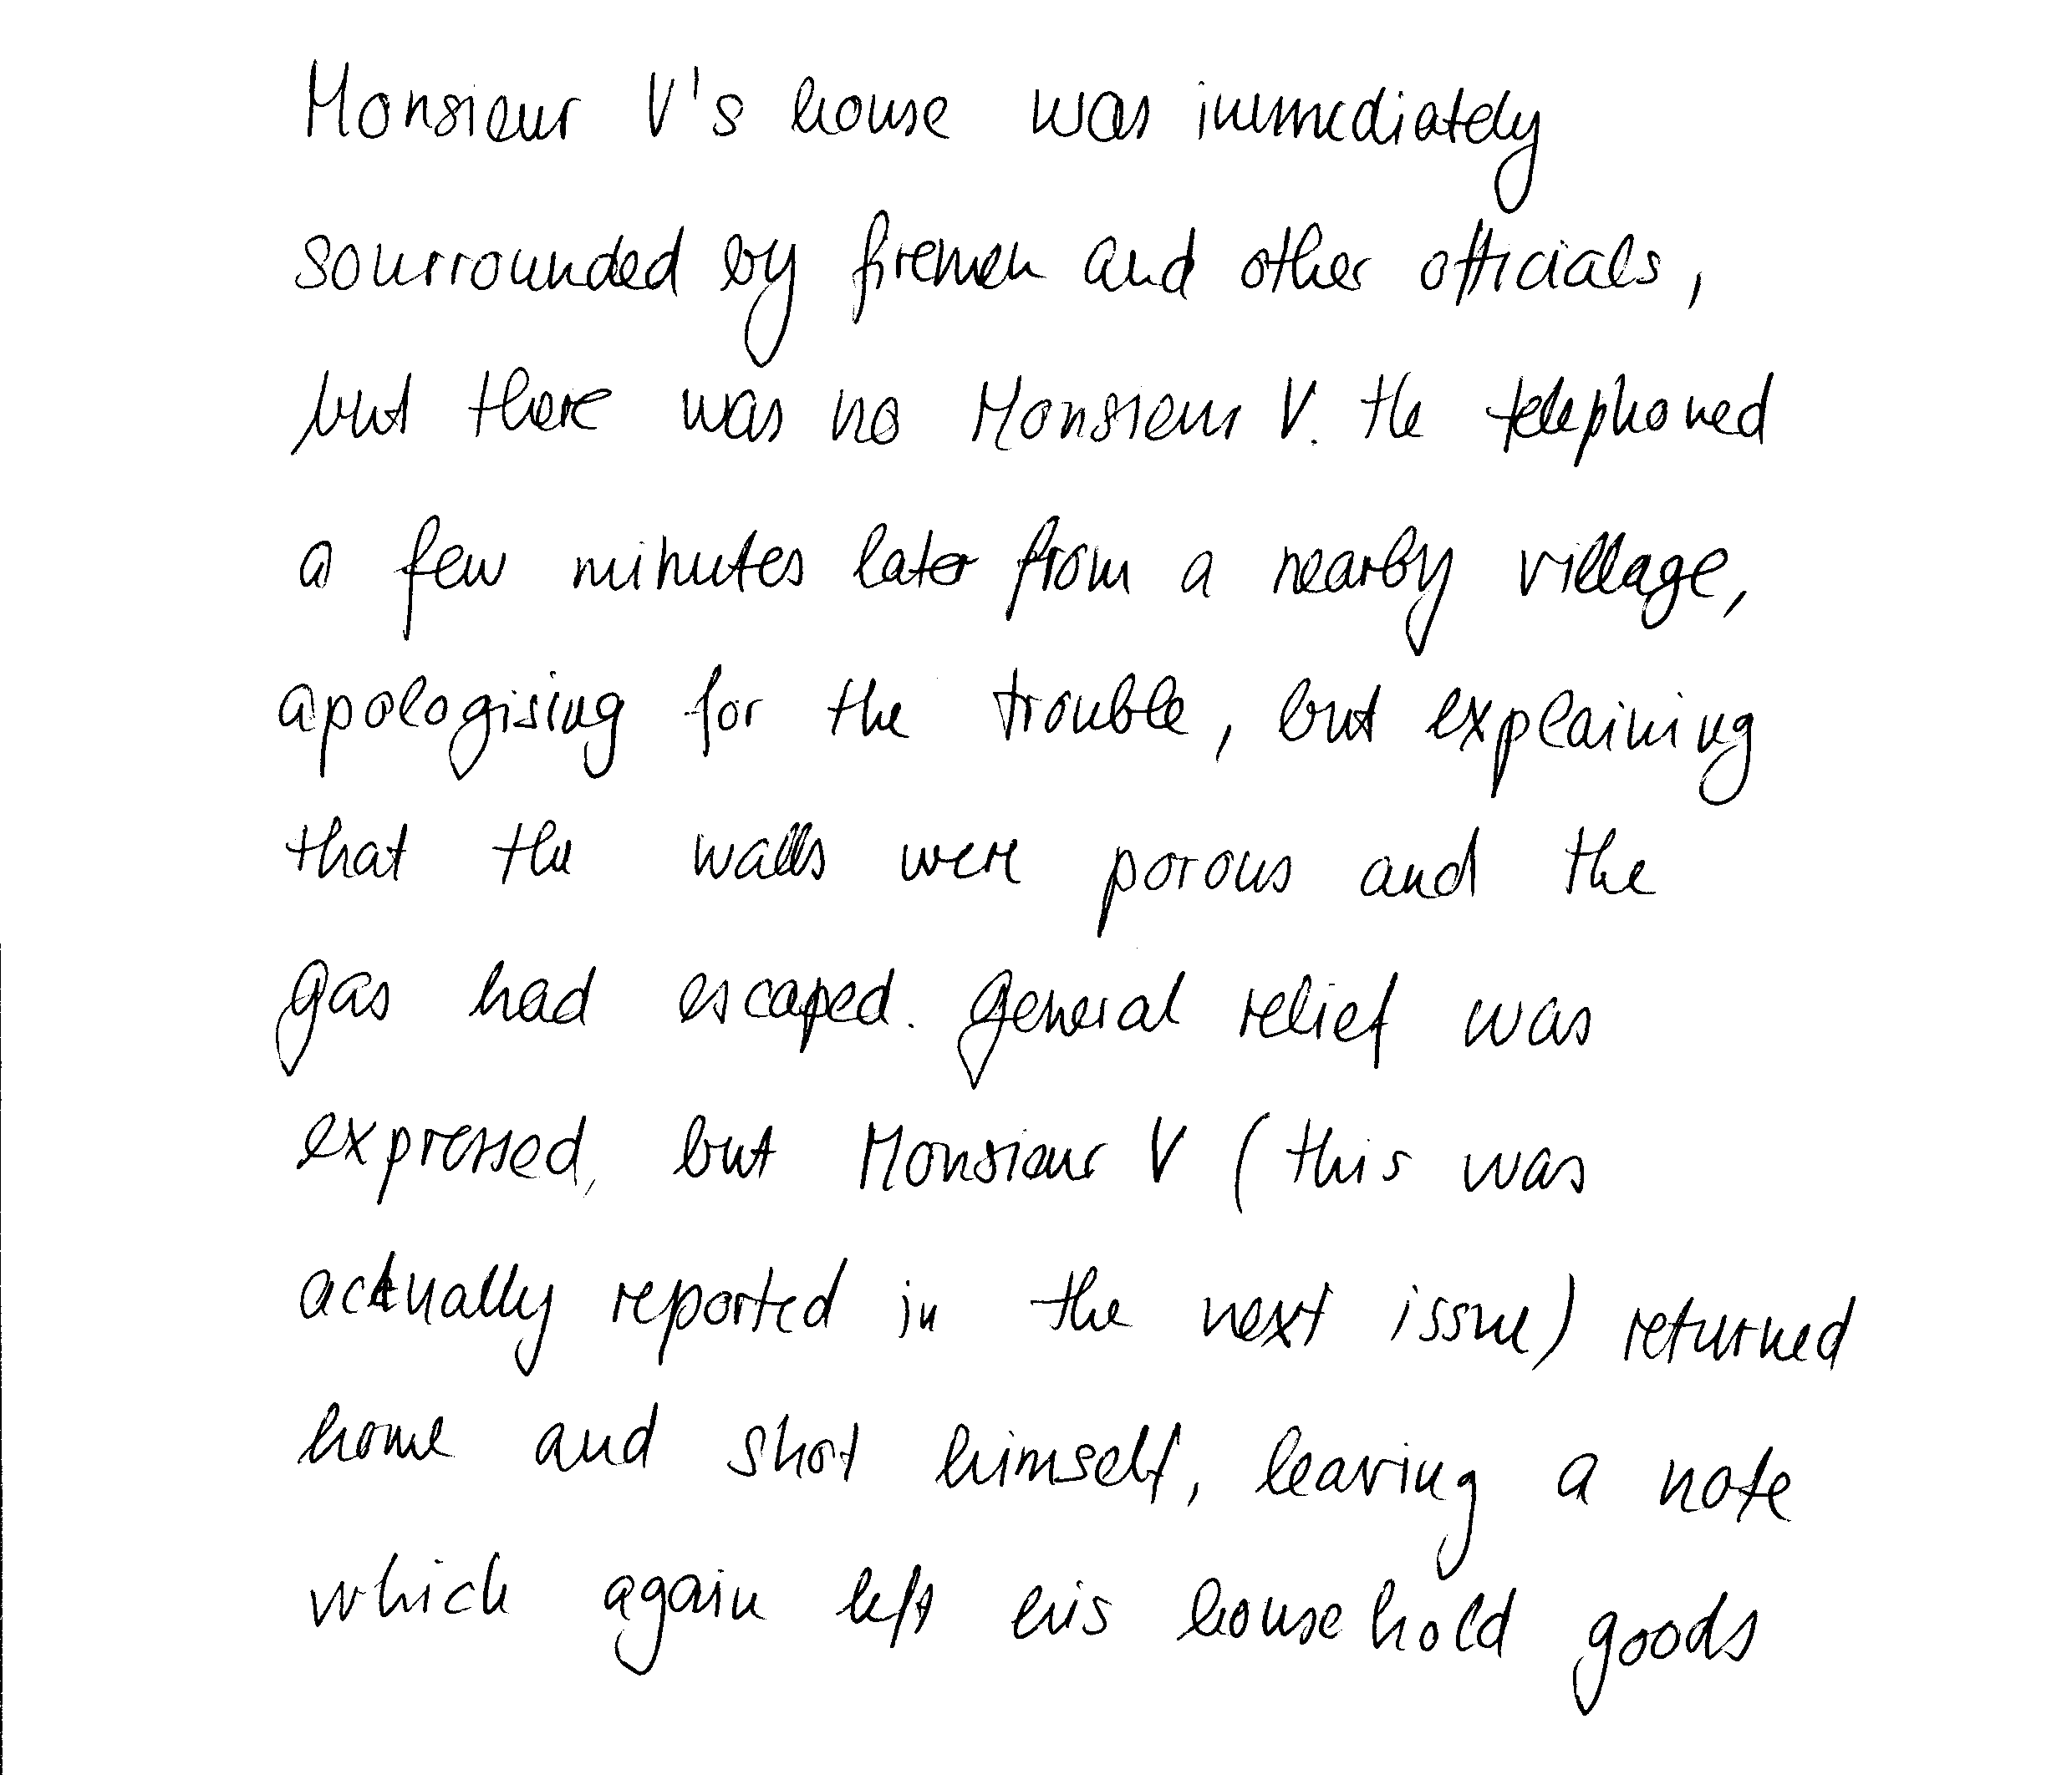 Monsieur V's house was immediately
sourrounded by firemen and other officials,
but there was no Monsieur V. He telephoned
a few minutes later from a nearby village,
apologising for the trouble, but explaining
that the walls were porous and the
gas had escaped. General relief was
expressed, but Monsieur V (this was
actually reported in the next issue) returned
home and shot himself, leaving a note
which again left his household goods